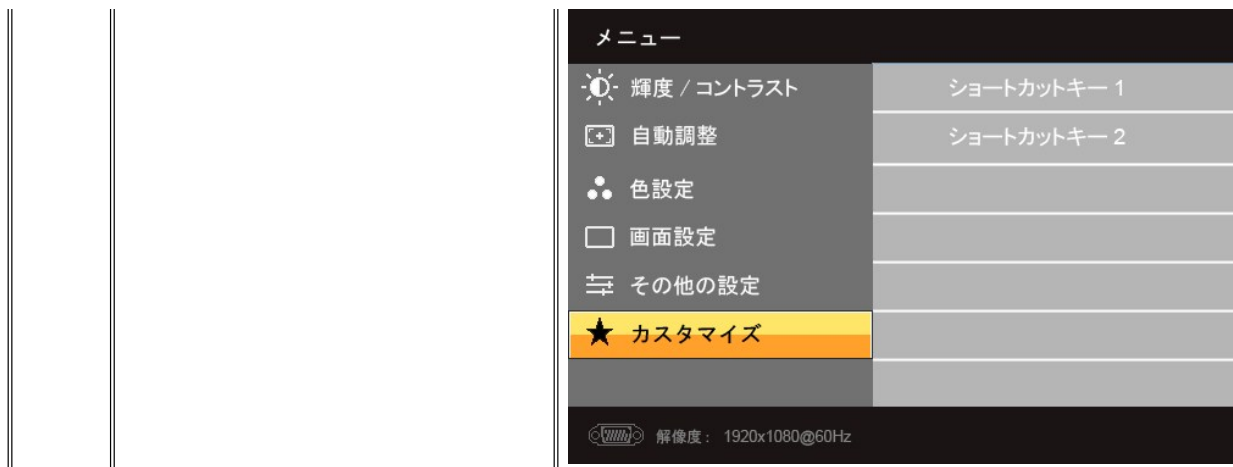 メニュー
輝度 / コントラスト
ショートカットキー 1
自動調整
ショートカットキー 2
色設定
画面設定
その他の設定
カスタマイズ
解像度： 1920x1080@60Hz